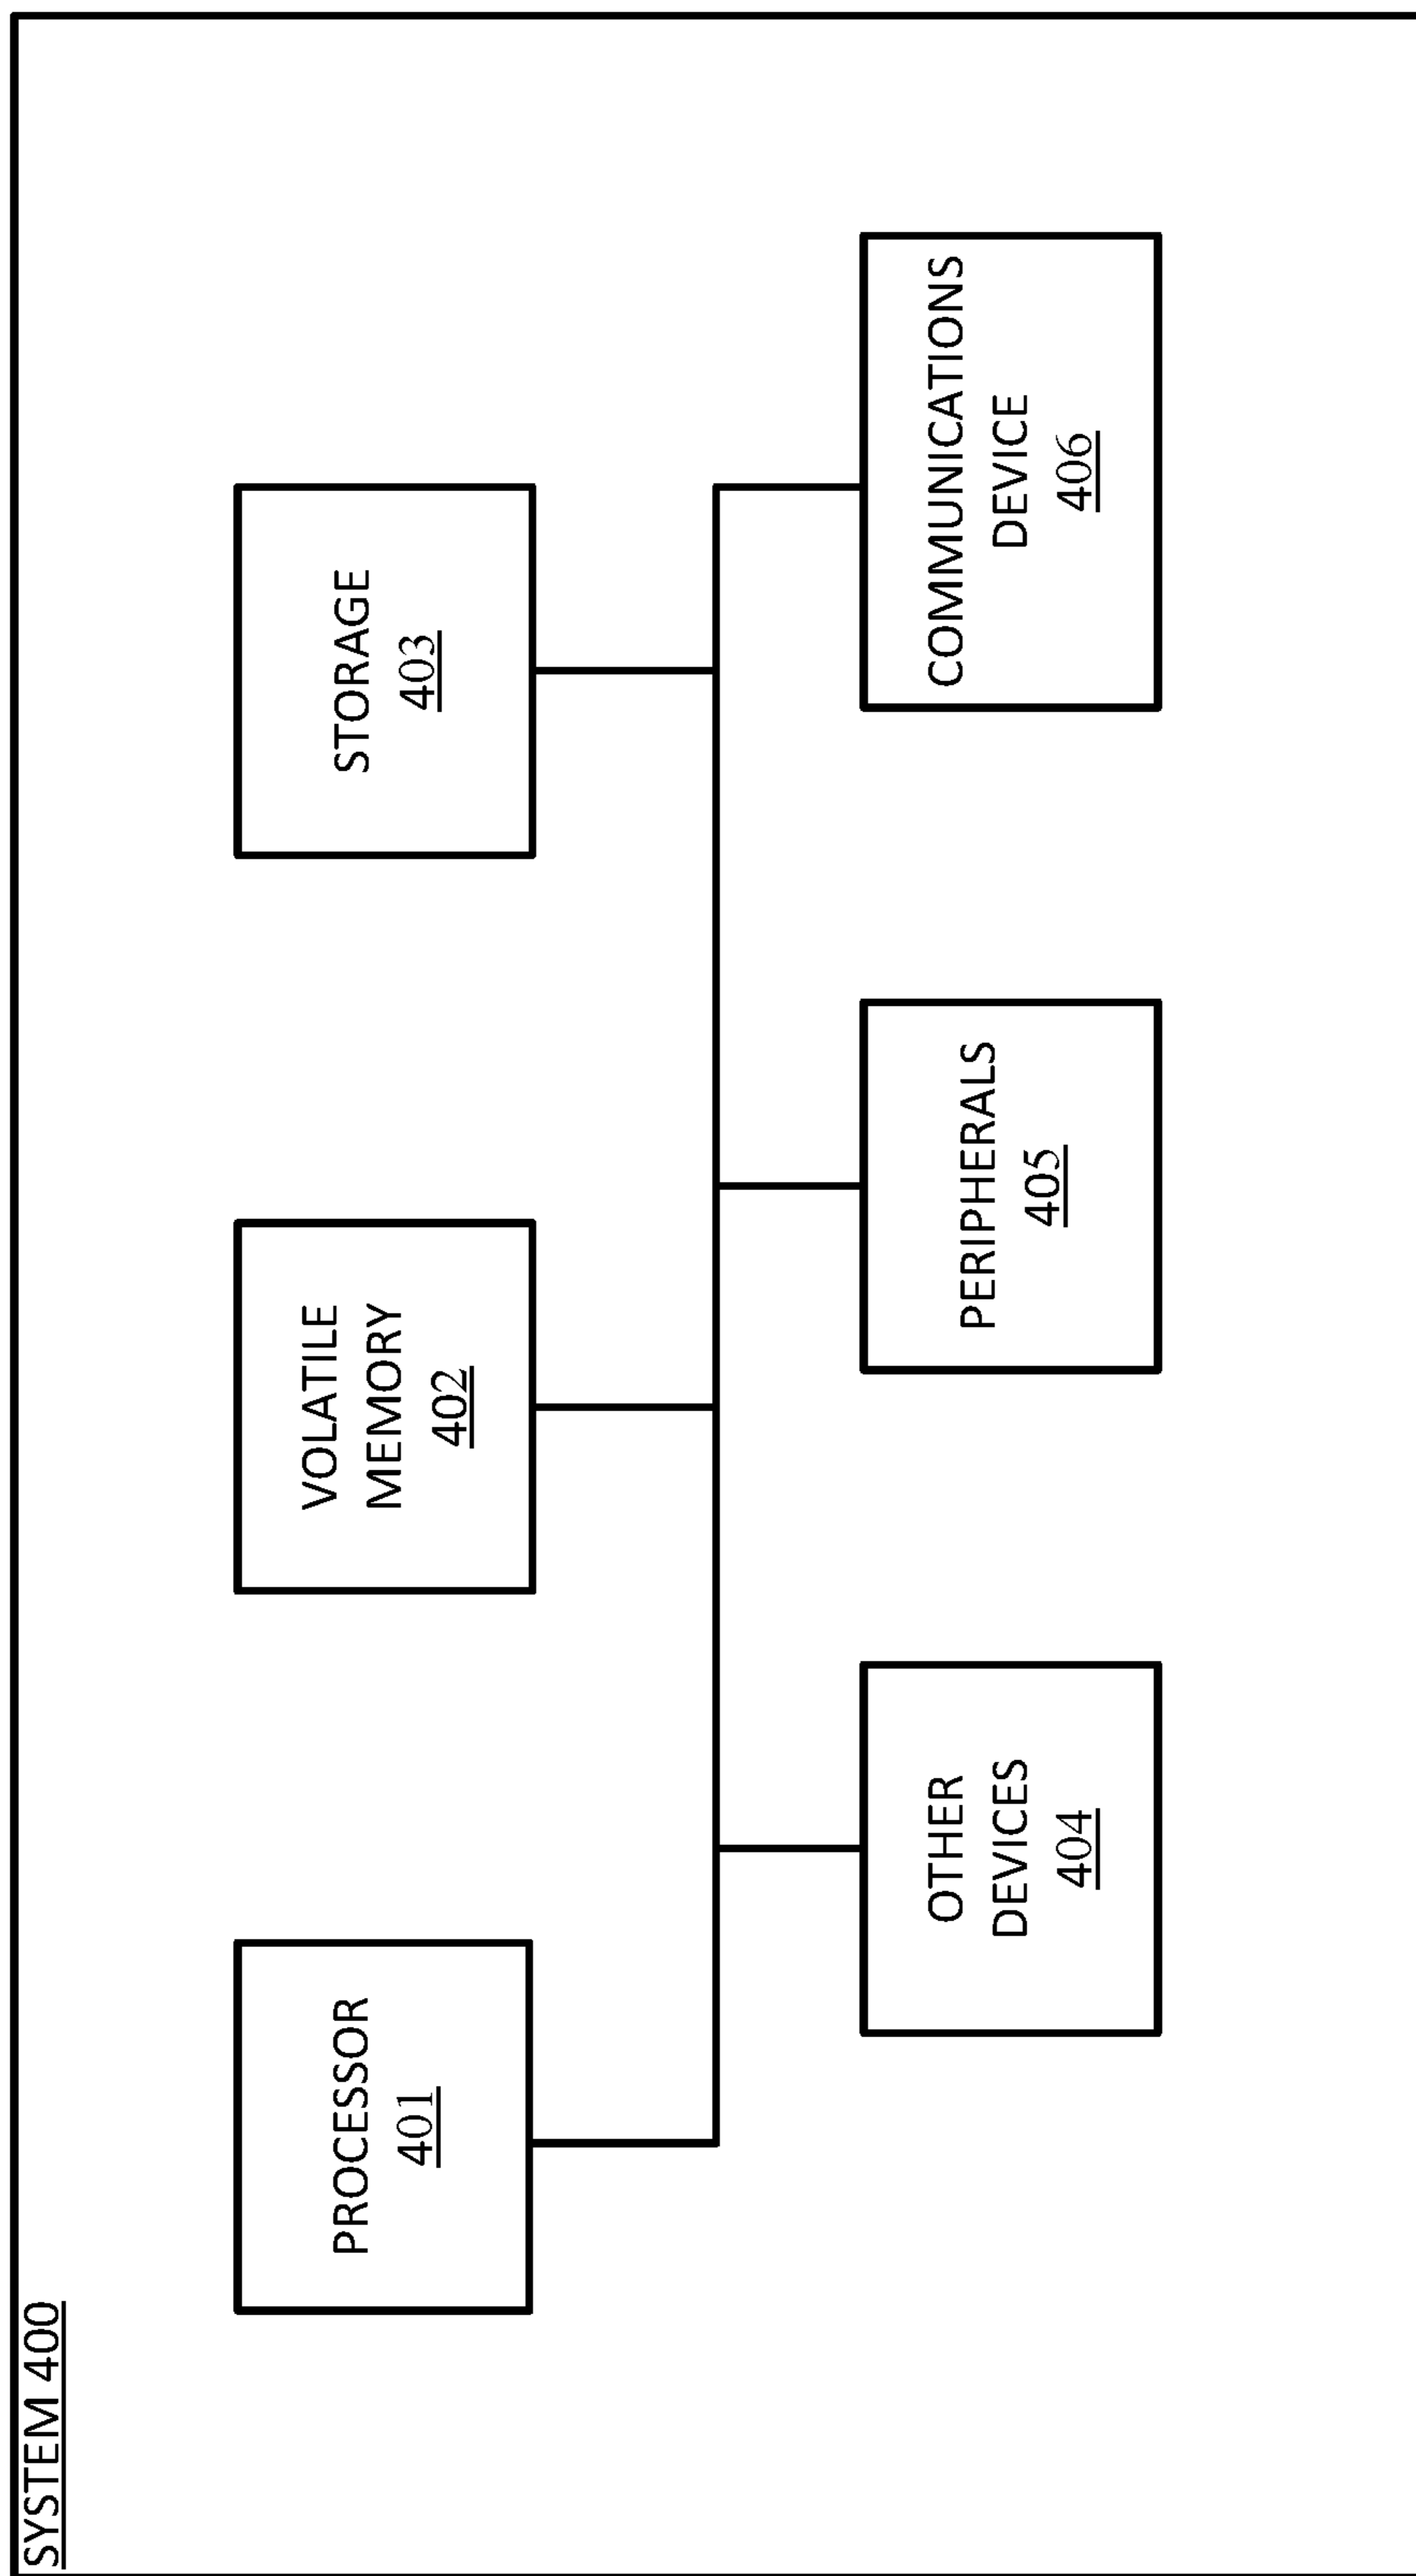 SYSTEM 400
PROCESSOR
401
VOLATILE
MEMORY
402
STORAGE
403
OTHER
DEVICES
404
PERIPHERALS
405
COMMUNICATIONS
DEVICE
406